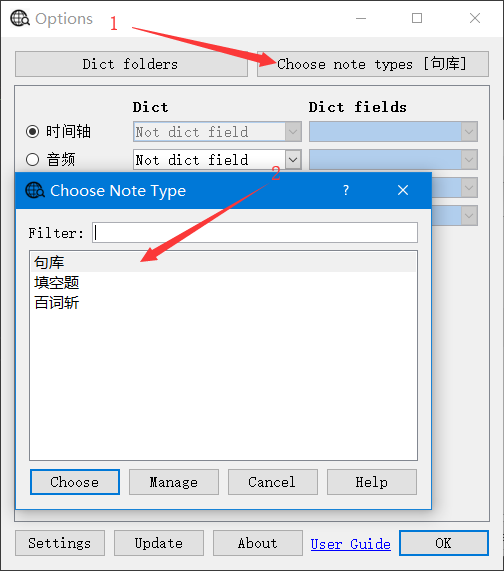 Options
1
Dict folders
Choose note types [句库]
Dict Dict fields
时间轴 Not dict field
音频 Not dict field
Choose Note Type
2
?
Filter:
句库
填空题
百词斩
Choose Manage Cancel Help
Settings Update About User Guide OK